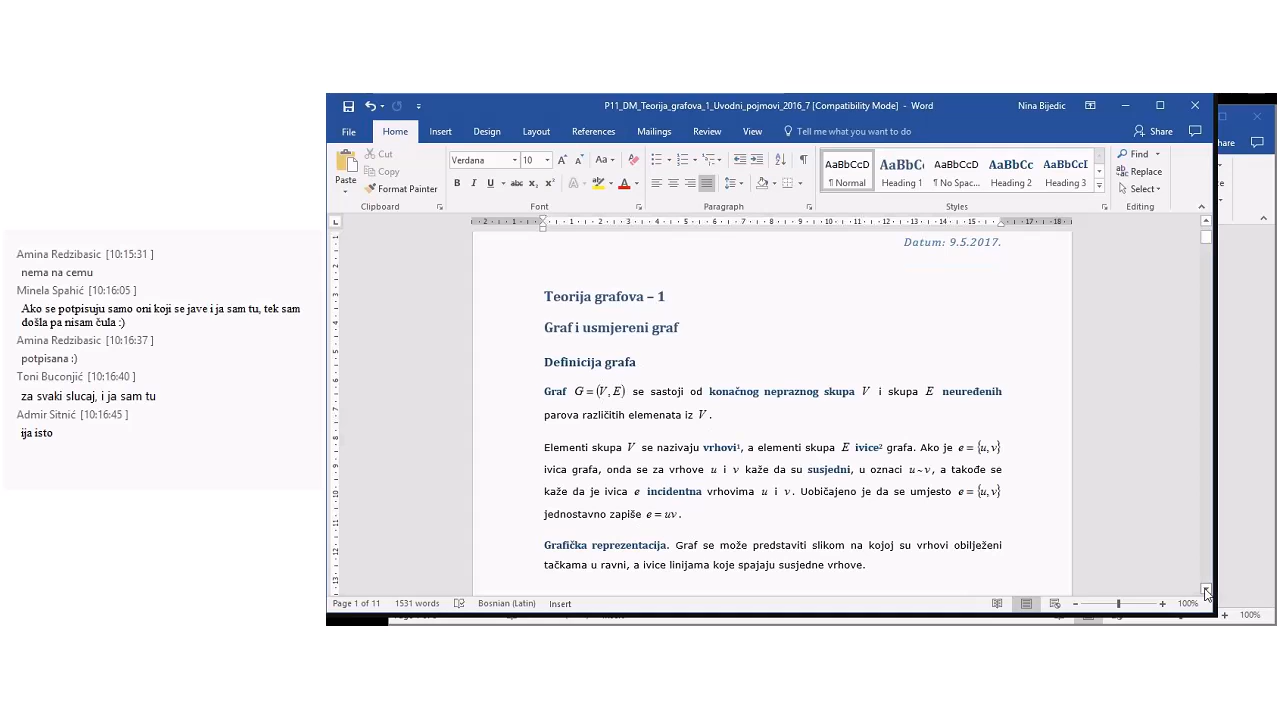 Amina Redzibasic [10:15:31 ]
nema na cemu
Minela Spahić [10:16:05 ]
Ako se potpisuju samo oni koji se jave i ja sam tu, tek sam
došla pa nisam čula :)
Amina Redzibasic [10:16:37 ]
potpisana :)
Toni Buconjić [10:16:40 ]
za svaki slucaj, i ja sam tu
Admir Sitnić [10:16:45 ]
ija isto
P11_DM_Teorija_grafova_1_Uvodni_pojmovi_2016_7 [Compatibility Mode] - Word
Nina Bijedic
File Home Insert Design Layout References Mailings Review View Tell me what you want to do Share
Paste Cut Copy Format Painter
Verdana 10
AaBbCcD AaBbC AaBbCcD AaBbCc AaBbCcI
¶ Normal Heading 1 ¶ No Spac... Heading 2 Heading 3
Find Replace Select
Clipboard Font Paragraph Styles Editing
Datum: 9.5.2017.
Teorija grafova – 1
Graf i usmjereni graf
Definicija grafa
Graf G = (V, E) se sastoji od konačnog nepraznog skupa V i skupa E neuređenih
parova različitih elemenata iz V .
Elementi skupa V se nazivaju vrhovi¹, a elementi skupa E ivice² grafa. Ako je e = {u,v}
ivica grafa, onda se za vrhove u i v kaže da su susjedni, u oznaci u ~ v, a takođe se
kaže da je ivica e incidentna vrhovima u i v. Uobičajeno je da se umjesto e = {u,v}
jednostavno zapiše e = uv.
Grafička reprezentacija. Graf se može predstaviti slikom na kojoj su vrhovi obilježeni
tačkama u ravni, a ivice linijama koje spajaju susjedne vrhove.
Page 1 of 11 1531 words Bosnian (Latin) Insert 100%
100%